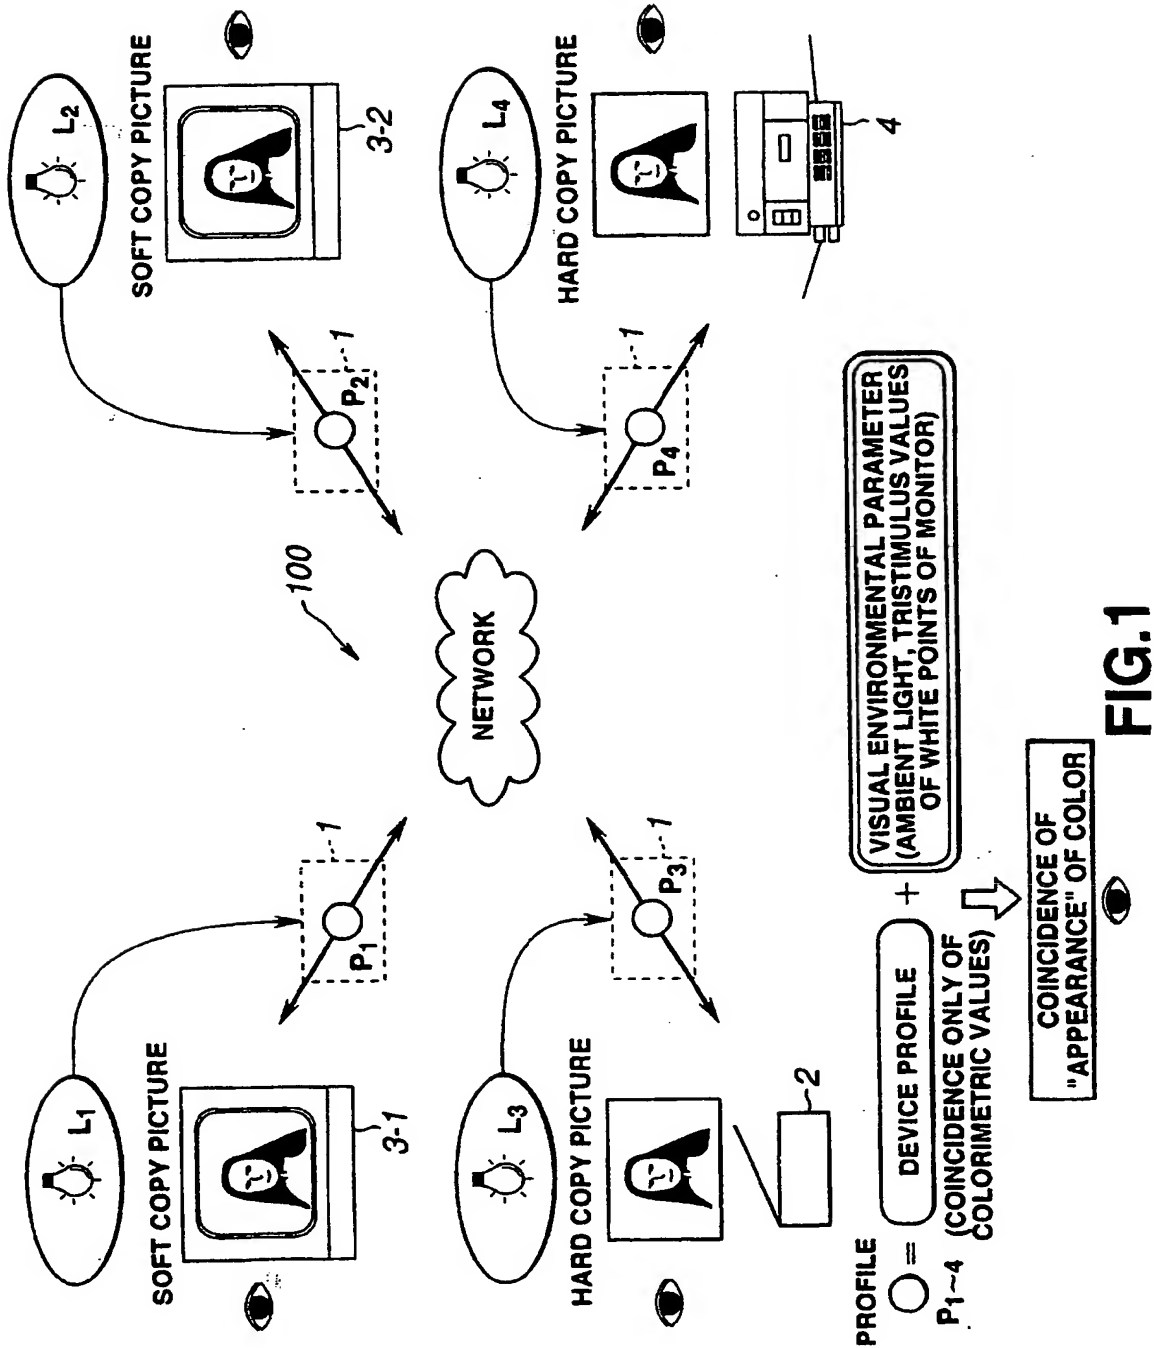 L1
SOFT COPY PICTURE
3-1
P1
1
100
L2
SOFT COPY PICTURE
3-2
P2
1
NETWORK
L3
HARD COPY PICTURE
2
P3
1
L4
HARD COPY PICTURE
4
P4
1
PROFILE
=
P1~4
DEVICE PROFILE
(COINCIDENCE ONLY OF
COLORIMETRIC VALUES)
+
VISUAL ENVIRONMENTAL PARAMETER
(AMBIENT LIGHT, TRISTIMULUS VALUES
OF WHITE POINTS OF MONITOR)
COINCIDENCE OF
"APPEARANCE" OF COLOR
FIG.1